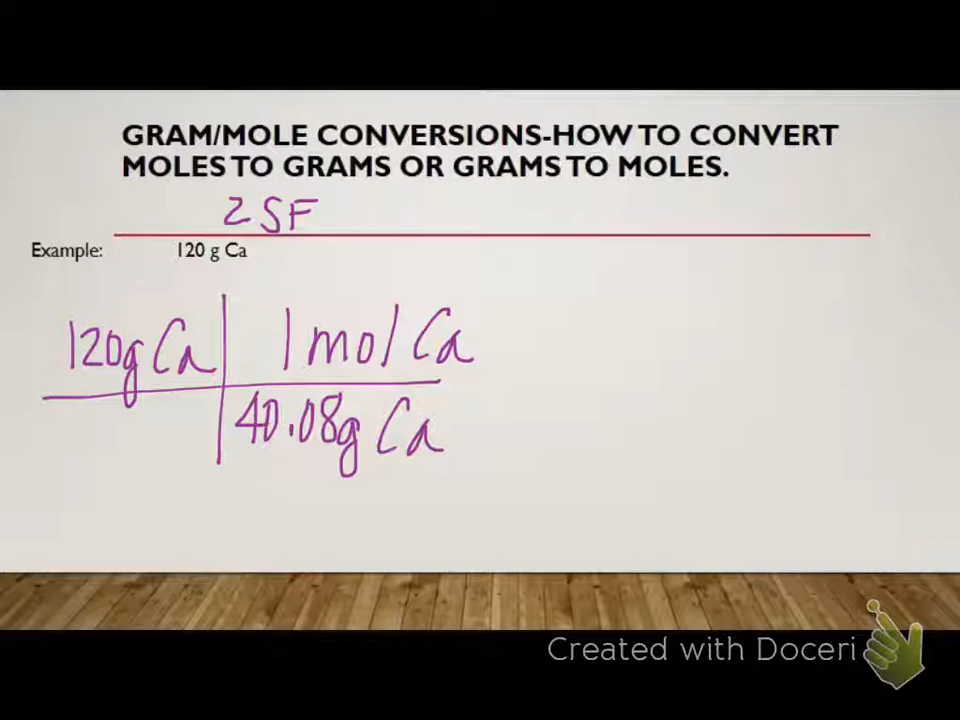 GRAM/MOLE CONVERSIONS-HOW TO CONVERT
MOLES TO GRAMS OR GRAMS TO MOLES.
2 SF
Example: 120 g Ca
120g Ca 1 mol Ca
40.08g Ca
Created with Doceri